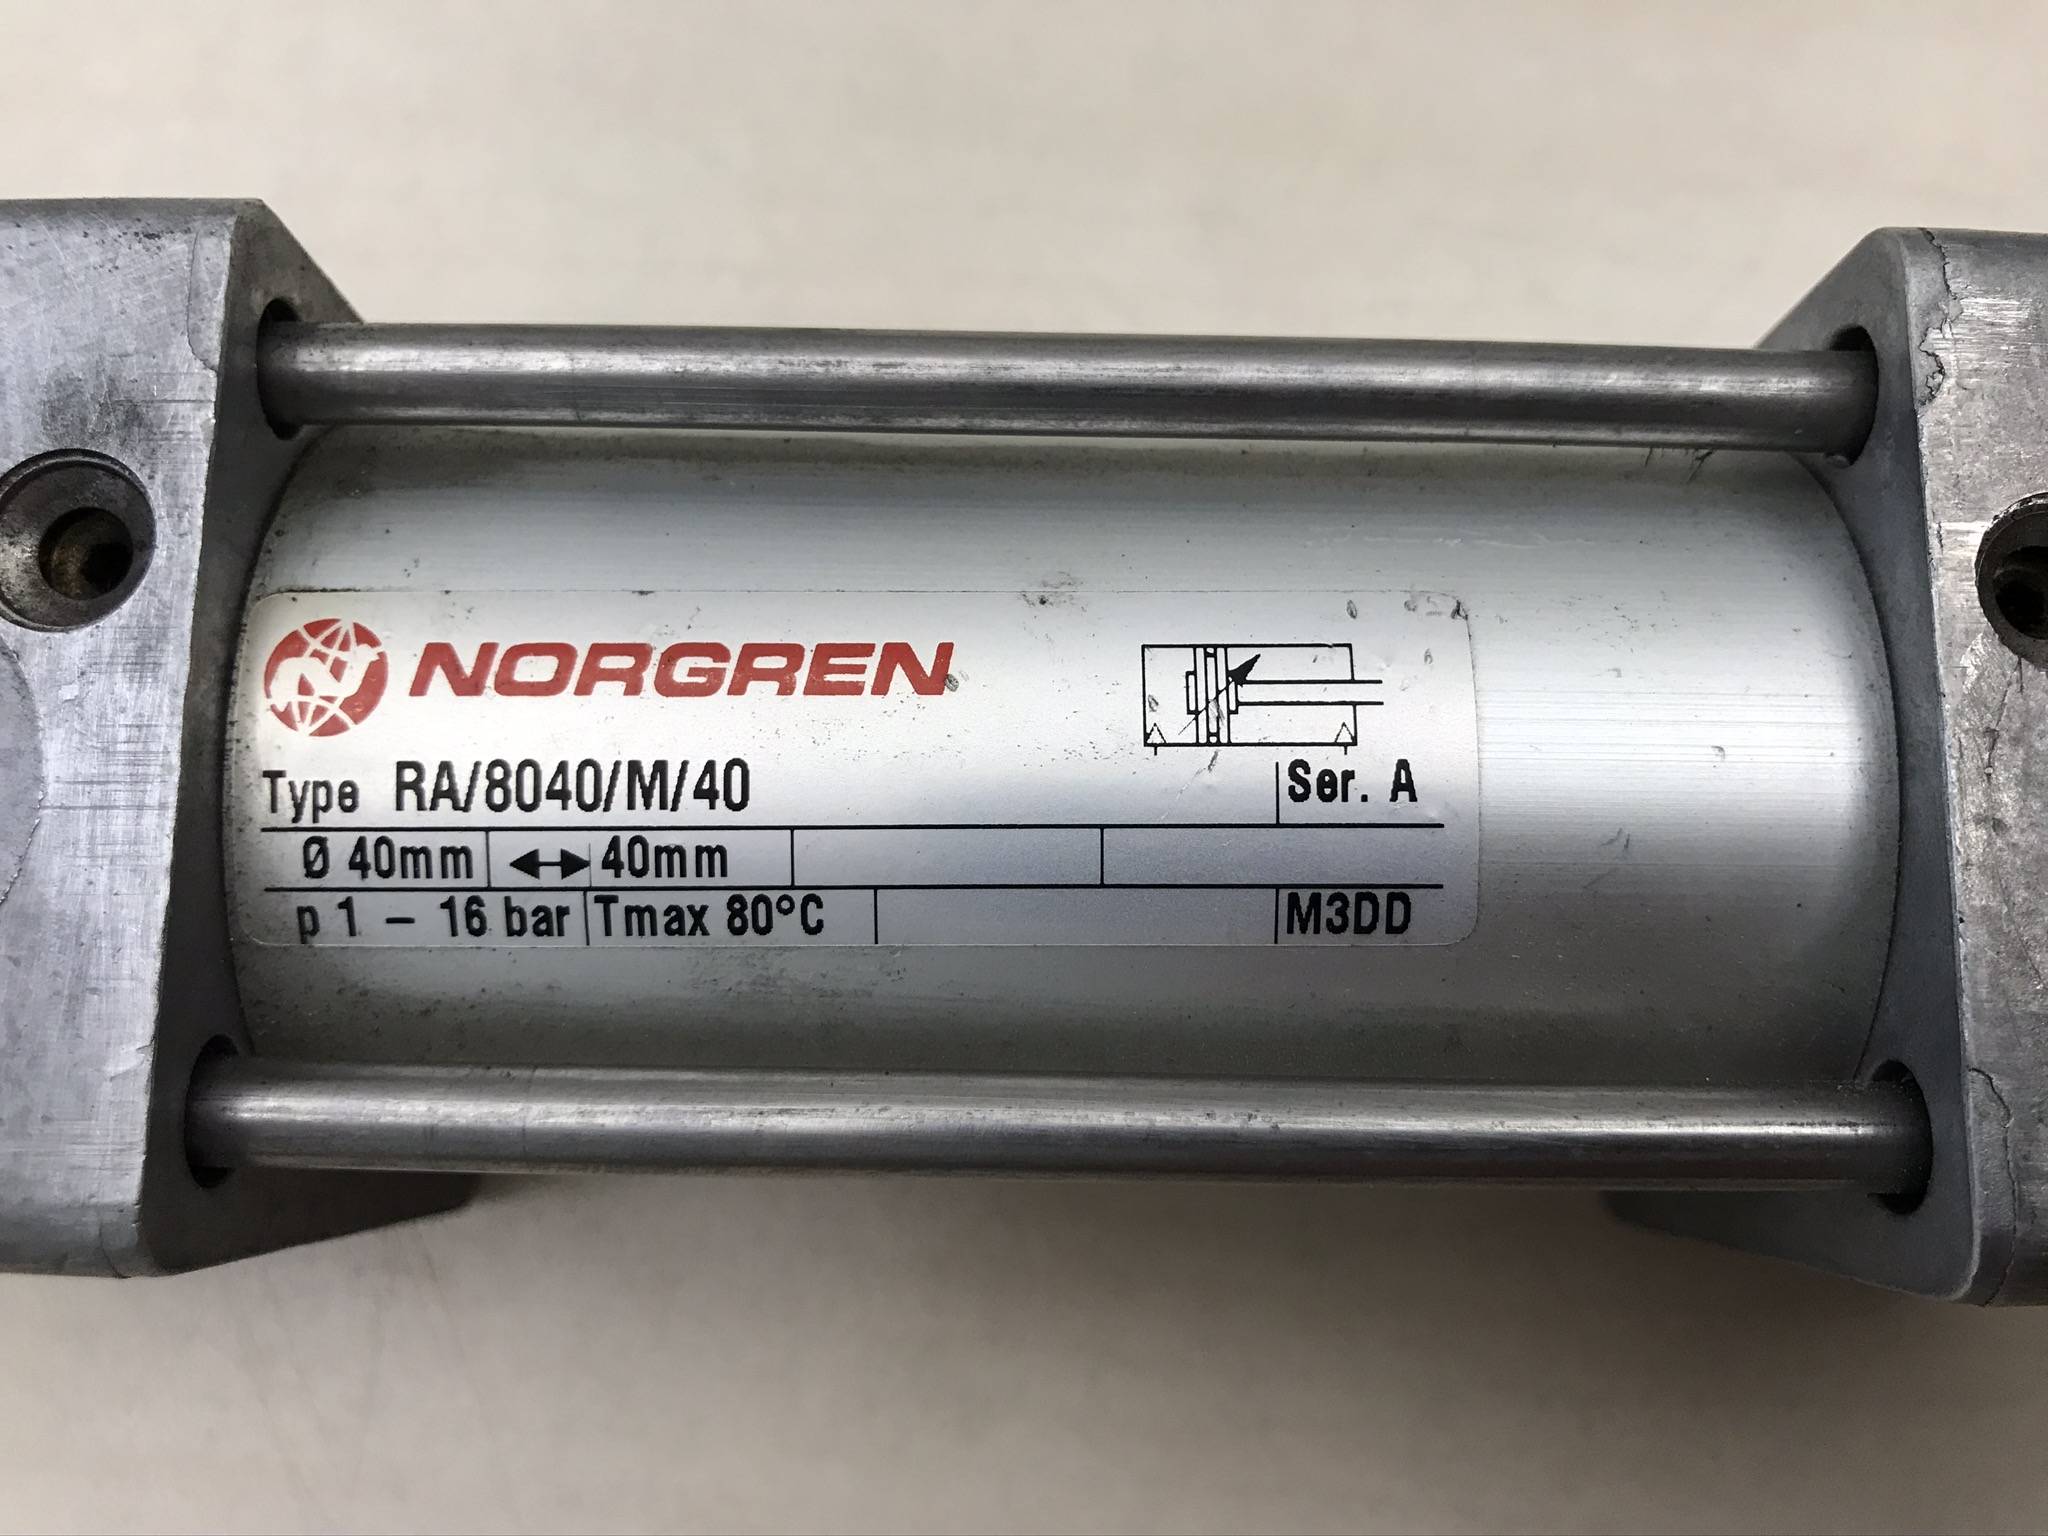 NORGREN
Type RA/8040/M/40 Ser. A
Ø 40mm 40mm
p 1 – 16 bar Tmax 80°C M3DD